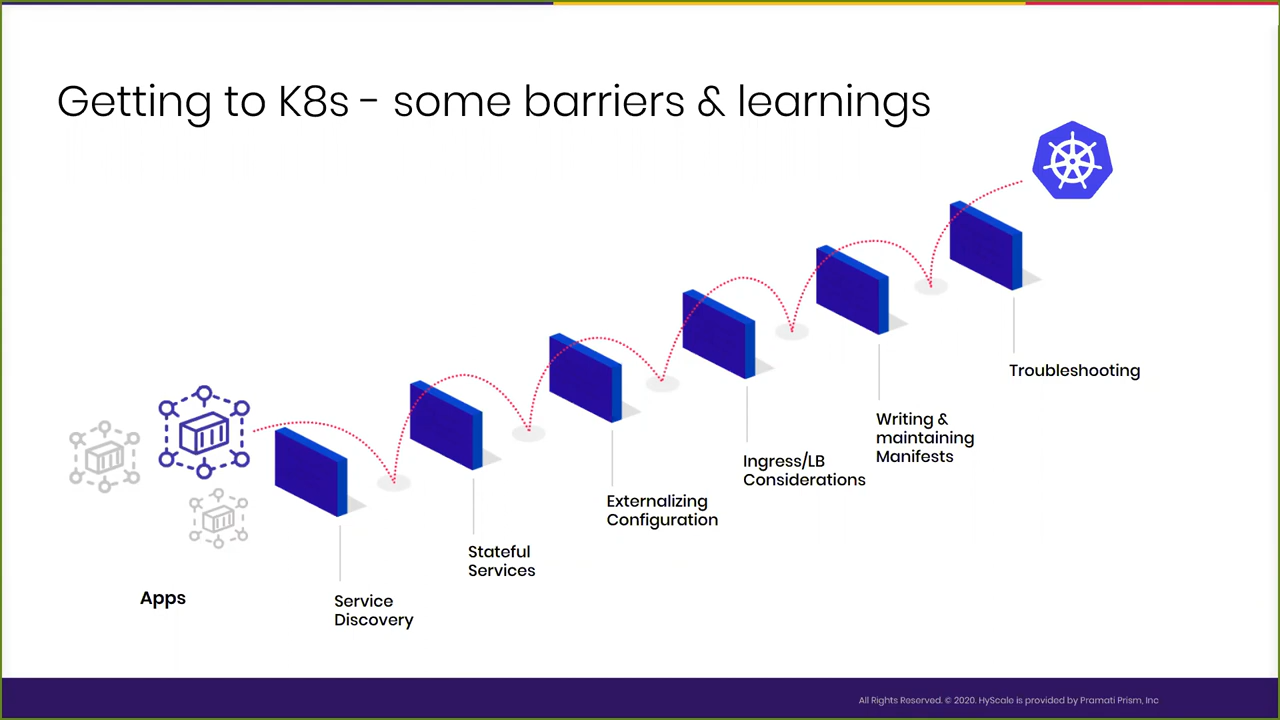 Getting to K8s - some barriers & learnings
Troubleshooting
Writing &
maintaining
Manifests
Ingress/LB
Considerations
Externalizing
Configuration
Stateful
Services
Apps
Service
Discovery
All Rights Reserved. © 2020. HyScale is provided by Pramati Prism, Inc